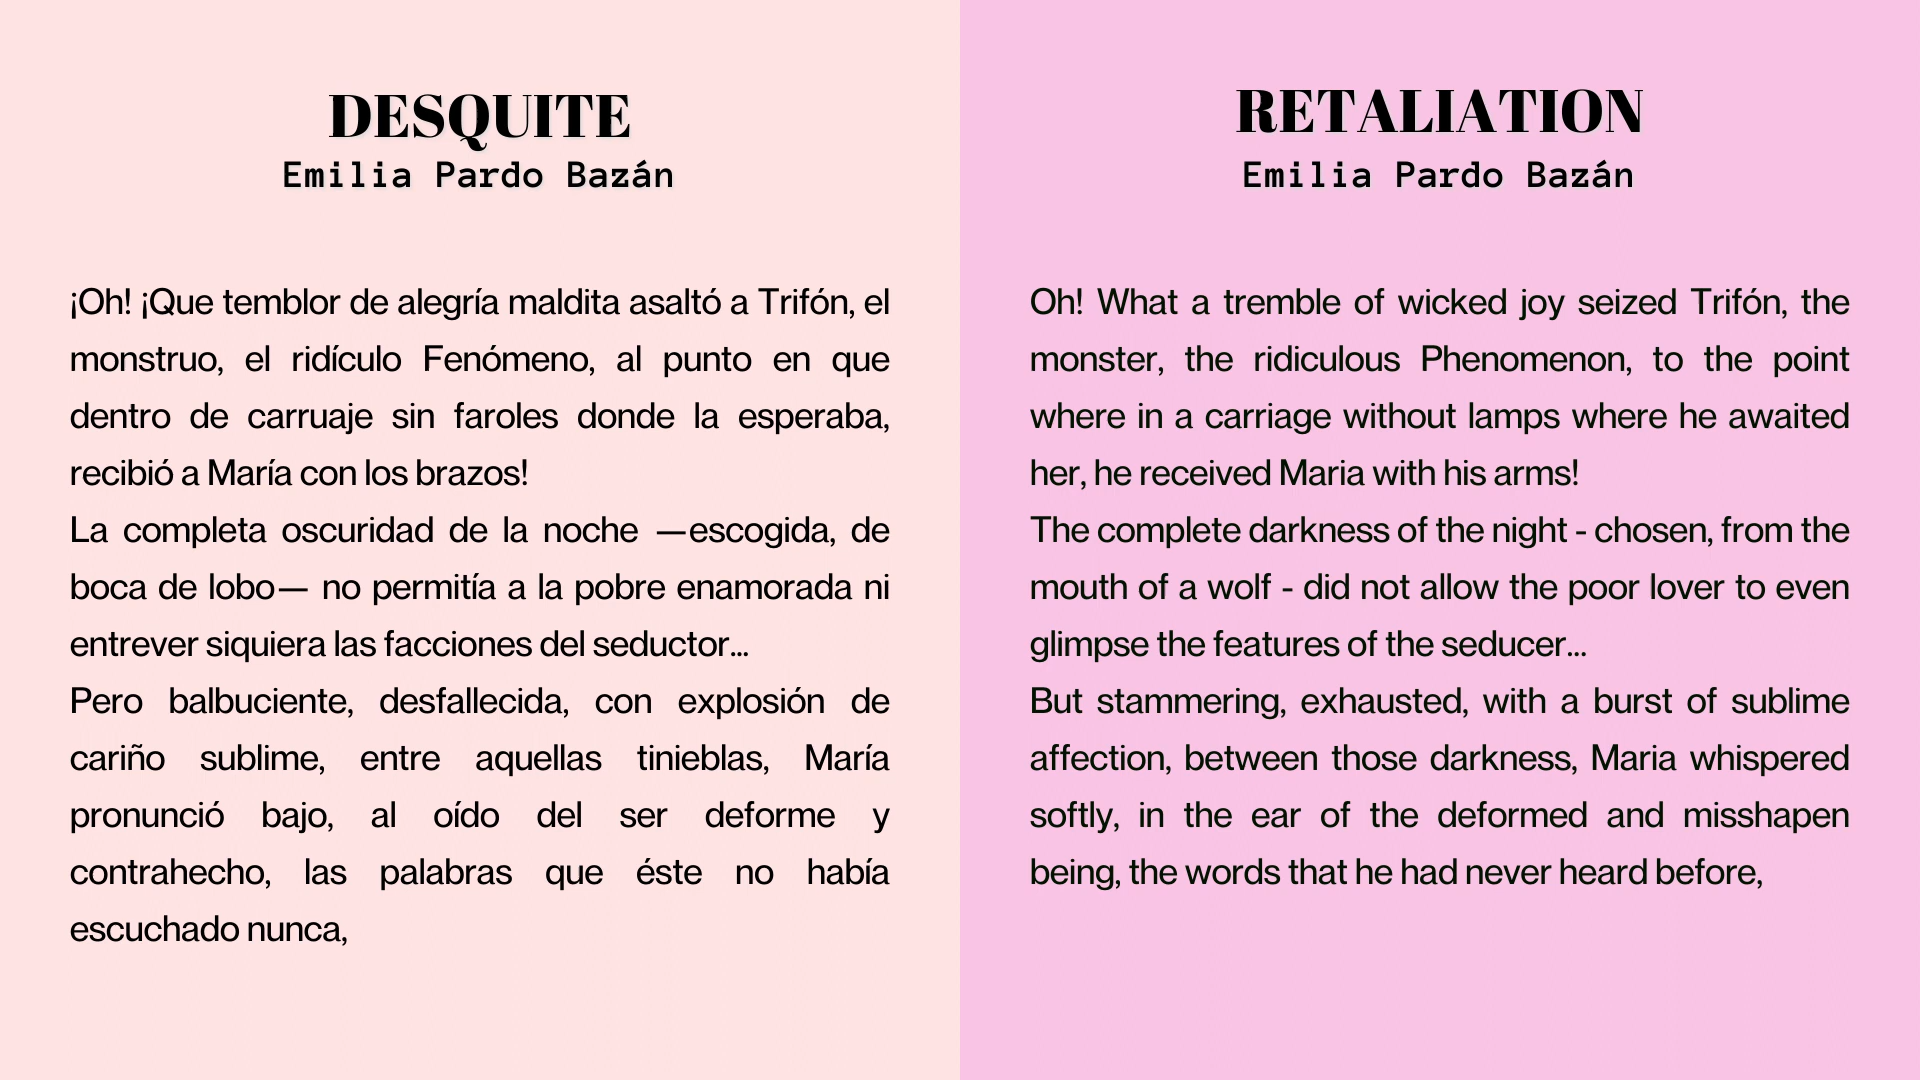 DESQUITE
Emilia Pardo Bazán
¡Oh! ¡Que temblor de alegría maldita asaltó a Trifón, el
monstruo, el ridículo Fenómeno, al punto en que
dentro de carruaje sin faroles donde la esperaba,
recibió a María con los brazos!
La completa oscuridad de la noche —escogida, de
boca de lobo— no permitía a la pobre enamorada ni
entrever siquiera las facciones del seductor...
Pero balbuciente, desfallecida, con explosión de
cariño sublime, entre aquellas tinieblas, María
pronunció bajo, al oído del ser deforme y
contrahecho, las palabras que éste no había
escuchado nunca,
RETALIATION
Emilia Pardo Bazán
Oh! What a tremble of wicked joy seized Trifón, the
monster, the ridiculous Phenomenon, to the point
where in a carriage without lamps where he awaited
her, he received Maria with his arms!
The complete darkness of the night - chosen, from the
mouth of a wolf - did not allow the poor lover to even
glimpse the features of the seducer...
But stammering, exhausted, with a burst of sublime
affection, between those darkness, Maria whispered
softly, in the ear of the deformed and misshapen
being, the words that he had never heard before,